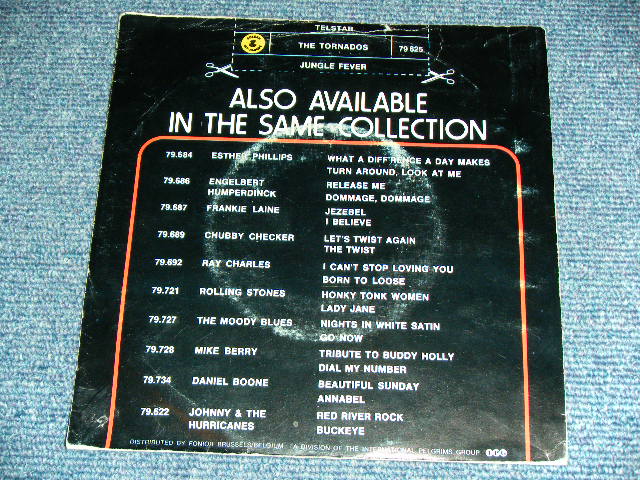 TELSTAR
THE TORNADOS 79 625
JUNGLE FEVER
ALSO AVAILABLE
IN THE SAME COLLECTION
79.684 ESTHER PHILLIPS WHAT A DIFF'RENCE A DAY MAKES
TURN AROUND, LOOK AT ME
79.686 ENGELBERT HUMPERDINCK RELEASE ME
DOMMAGE, DOMMAGE
79.687 FRANKIE LAINE JEZEBEL
I BELIEVE
79.689 CHUBBY CHECKER LET'S TWIST AGAIN
THE TWIST
79.692 RAY CHARLES I CAN'T STOP LOVING YOU
BORN TO LOOSE
79.721 ROLLING STONES HONKY TONK WOMEN
LADY JANE
79.727 THE MOODY BLUES NIGHTS IN WHITE SATIN
GO NOW
79.728 MIKE BERRY TRIBUTE TO BUDDY HOLLY
DIAL MY NUMBER
79.734 DANIEL BOONE BEAUTIFUL SUNDAY
ANNABEL
79.622 JOHNNY & THE HURRICANES RED RIVER ROCK
BUCKEYE
DISTRIBUTED BY FONIOR BRUSSELS/BELGIUM A DIVISION OF THE INTERNATIONAL PELGRIMS GROUP